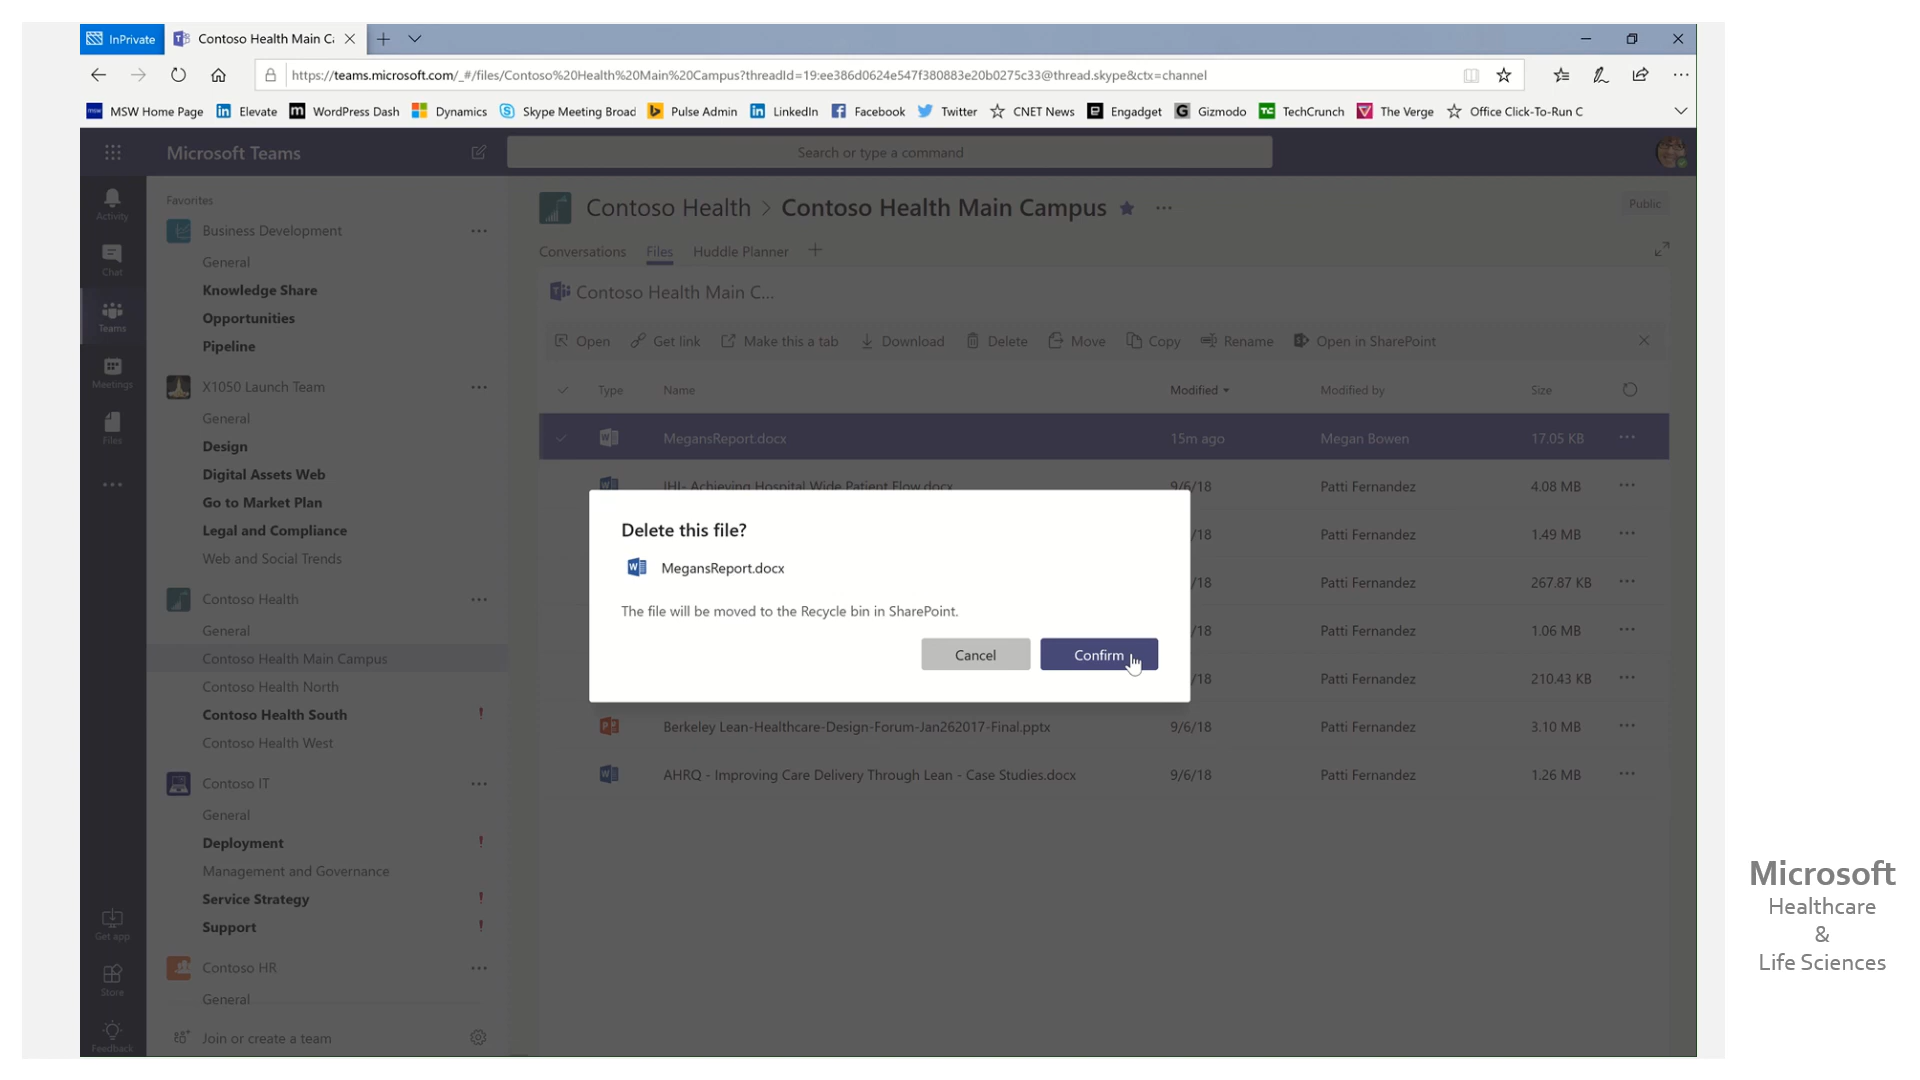 InPrivate
Contoso Health Main C
https://teams.microsoft.com/_#/files/Contoso%20Health%20Main%20Campus?threadId=19:ee386d0624e547f380883e20b0275c33@thread.skype&ctx=channel
MSW Home Page Elevate WordPress Dash Dynamics Skype Meeting Broad Pulse Admin LinkedIn Facebook Twitter CNET News Engadget Gizmodo TechCrunch The Verge Office Click-To-Run C
Microsoft Teams
Search or type a command
Activity
Chat
Teams
Meetings
Files
Get app
Store
Feedback
Favorites
Business Development
General
Knowledge Share
Opportunities
Pipeline
X1050 Launch Team
General
Design
Digital Assets Web
Go to Market Plan
Legal and Compliance
Web and Social Trends
Contoso Health
General
Contoso Health Main Campus
Contoso Health North
Contoso Health South !
Contoso Health West
Contoso IT
General
Deployment !
Management and Governance
Service Strategy !
Support !
Contoso HR
General
Join or create a team
Contoso Health > Contoso Health Main Campus
Public
Conversations Files Huddle Planner
Contoso Health Main C...
Open Get link Make this a tab Download Delete Move Copy Rename Open in SharePoint
Type Name Modified Modified by Size
MegansReport.docx 15m ago Megan Bowen 17.05 KB
IHI- Achieving Hospital Wide Patient Flow.docx 9/6/18 Patti Fernandez 4.08 MB
/18 Patti Fernandez 1.49 MB
/18 Patti Fernandez 267.87 KB
/18 Patti Fernandez 1.06 MB
/18 Patti Fernandez 210.43 KB
Berkeley Lean-Healthcare-Design-Forum-Jan262017-Final.pptx 9/6/18 Patti Fernandez 3.10 MB
AHRQ - Improving Care Delivery Through Lean - Case Studies.docx 9/6/18 Patti Fernandez 1.26 MB
Delete this file?
MegansReport.docx
The file will be moved to the Recycle bin in SharePoint.
Cancel Confirm
Microsoft
Healthcare
&
Life Sciences